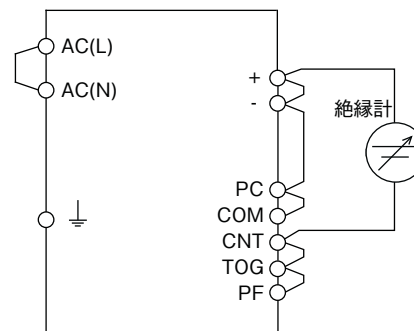 AC(L)
AC(N)
+
-
絶縁計
PC
COM
CNT
TOG
PF